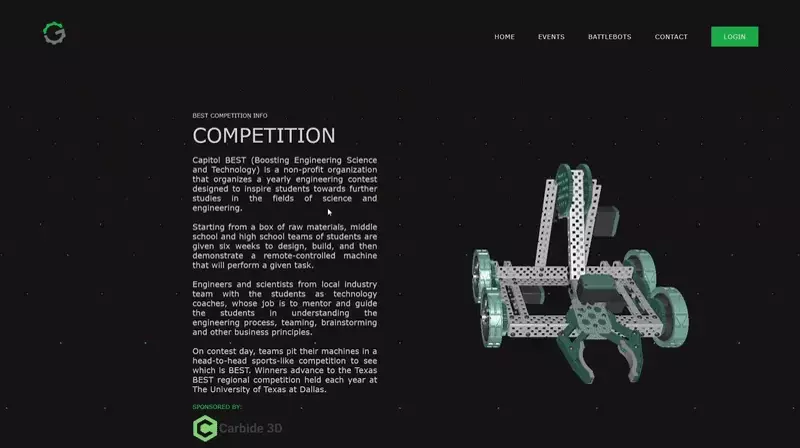 HOME EVENTS BATTLEBOTS CONTACT LOGIN
BEST COMPETITION INFO
COMPETITION
Capitol BEST (Boosting Engineering Science
and Technology) is a non-profit organization
that organizes a yearly engineering contest
designed to inspire students towards further
studies in the fields of science and
engineering.
Starting from a box of raw materials, middle
school and high school teams of students are
given six weeks to design, build, and then
demonstrate a remote-controlled machine
that will perform a given task.
Engineers and scientists from local industry
team with the students as technology
coaches, whose job is to mentor and guide
the students in understanding the
engineering process, teaming, brainstorming
and other business principles.
On contest day, teams pit their machines in a
head-to-head sports-like competition to see
which is BEST. Winners advance to the Texas
BEST regional competition held each year at
The University of Texas at Dallas.
SPONSORED BY:
Carbide 3D